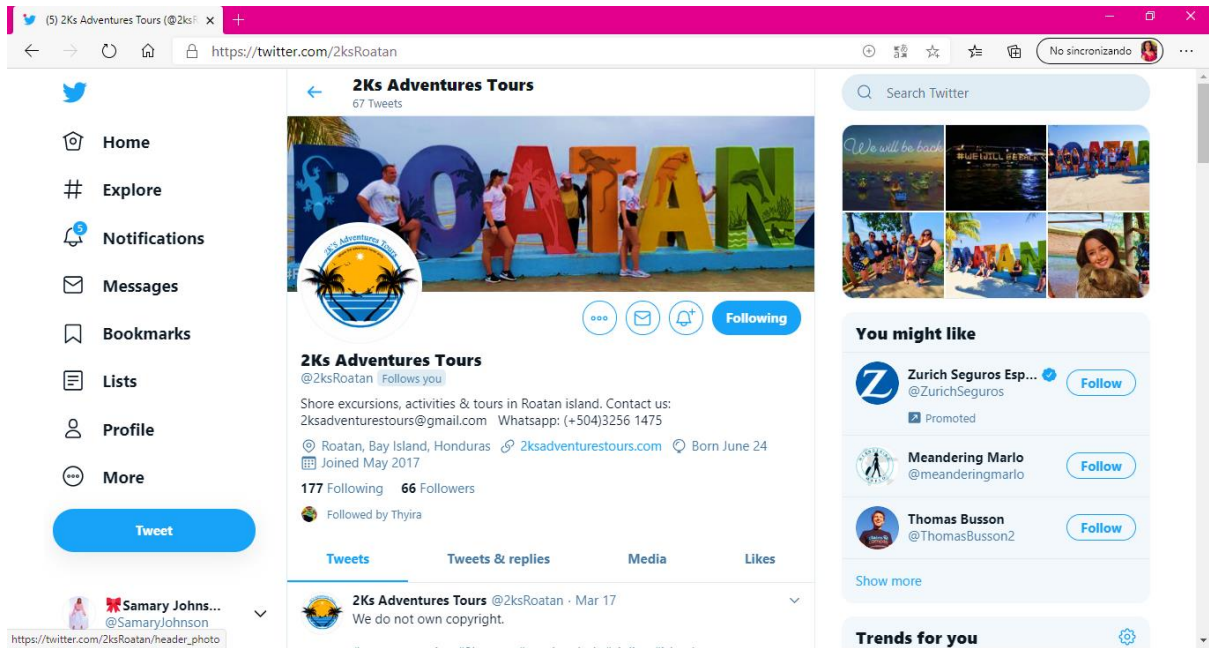 (5) 2Ks Adventures Tours (@2ksR
https://twitter.com/2ksRoatan
No sincronizando
2Ks Adventures Tours
67 Tweets
Search Twitter
Home
Explore
5
Notifications
Messages
Bookmarks
Lists
Profile
More
Tweet
Samary Johns...
@SamaryJohnson
https://twitter.com/2ksRoatan/header_photo
ROATAN
2K'S Adventures Tours
Following
2Ks Adventures Tours
@2ksRoatan Follows you
Shore excursions, activities & tours in Roatan island. Contact us:
2ksadventurestours@gmail.com Whatsapp: (+504)3256 1475
Roatan, Bay Island, Honduras 2ksadventurestours.com Born June 24
Joined May 2017
177 Following 66 Followers
Followed by Thyira
Tweets Tweets & replies Media Likes
2Ks Adventures Tours @2ksRoatan · Mar 17
We do not own copyright.
We will be back
#WEWILL BE BACK
ROATAN
You might like
Zurich Seguros Esp...
@ZurichSeguros
Promoted
Follow
Meandering Marlo
@meanderingmarlo
Follow
Thomas Busson
@ThomasBusson2
Follow
Show more
Trends for you